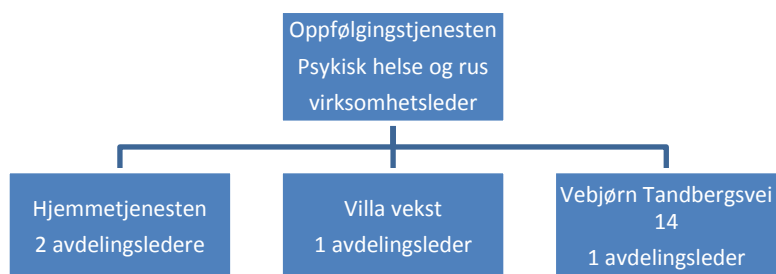 Oppfølgingstjenesten
Psykisk helse og rus
virksomhetsleder
Hjemmetjenesten
2 avdelingsledere
Villa vekst
1 avdelingsleder
Vebjørn Tandbergsvei
14
1 avdelingsleder